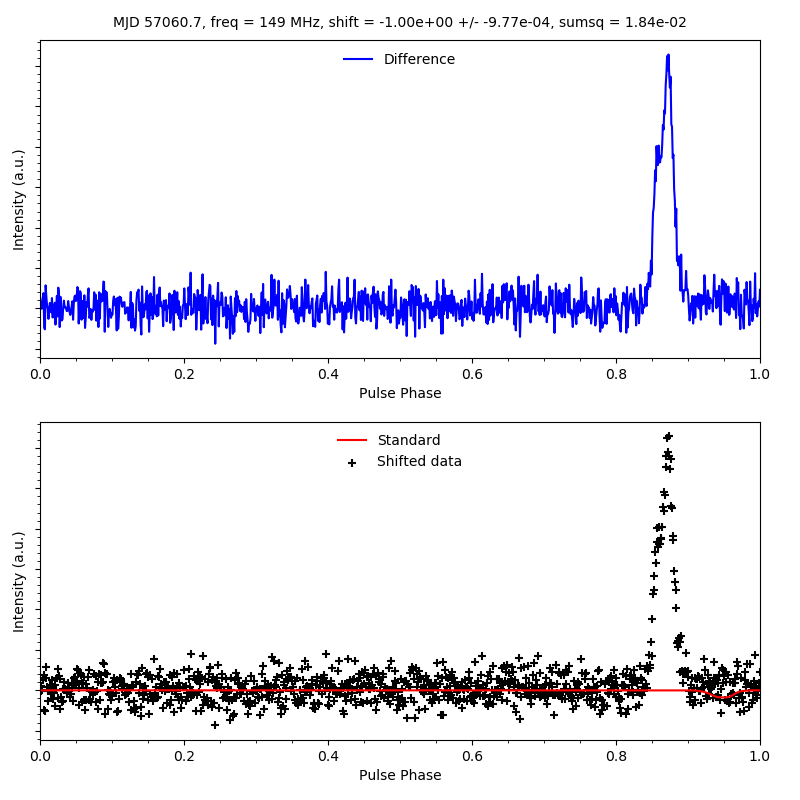 MJD 57060.7, freq = 149 MHz, shift = -1.00e+00 +/- -9.77e-04, sumsq = 1.84e-02
Difference
Intensity (a.u.)
0.0 0.2 0.4 0.6 0.8 1.0
Pulse Phase
Standard
Shifted data
Intensity (a.u.)
0.0 0.2 0.4 0.6 0.8 1.0
Pulse Phase